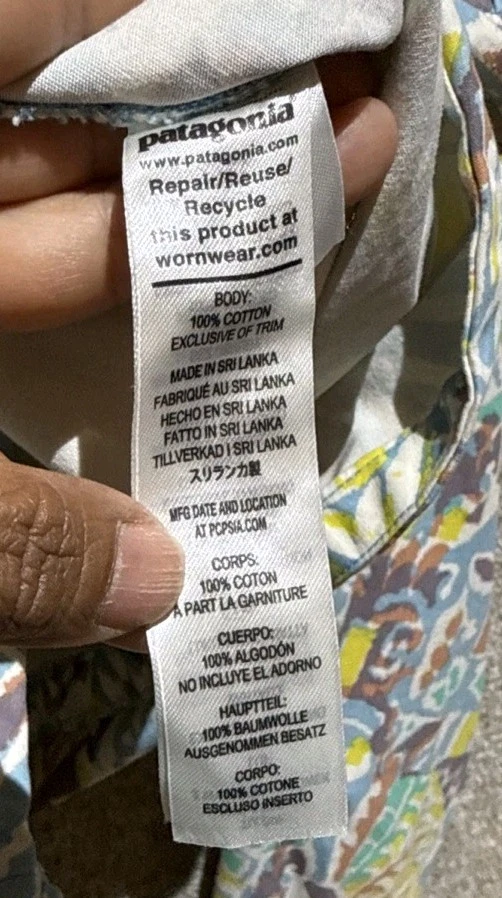 patagonia
www.patagonia.com
Repair/Reuse/
Recycle
this product at
wornwear.com
BODY:
100% COTTON
EXCLUSIVE OF TRIM
MADE IN SRI LANKA
FABRIQUÉ AU SRI LANKA
HECHO EN SRI LANKA
FATTO IN SRI LANKA
TILLVERKAD I SRI LANKA
スリランカ製
MFG DATE AND LOCATION
AT PCPSIA.COM
CORPS:
100% COTON
À PART LA GARNITURE
CUERPO:
100% ALGODÓN
NO INCLUYE EL ADORNO
HAUPTTEIL:
100% BAUMWOLLE
AUSGENOMMEN BESATZ
CORPO:
100% COTONE
ESCLUSO INSERTO